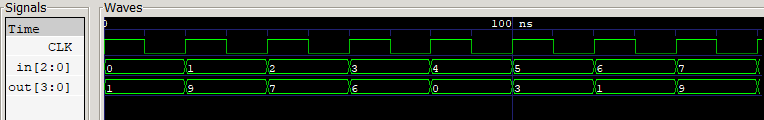 Signals
Waves
Time
0
100 ns
CLK
in[2:0]
0 1 2 3 4 5 6 7
out[3:0]
1 9 7 6 0 3 1 9